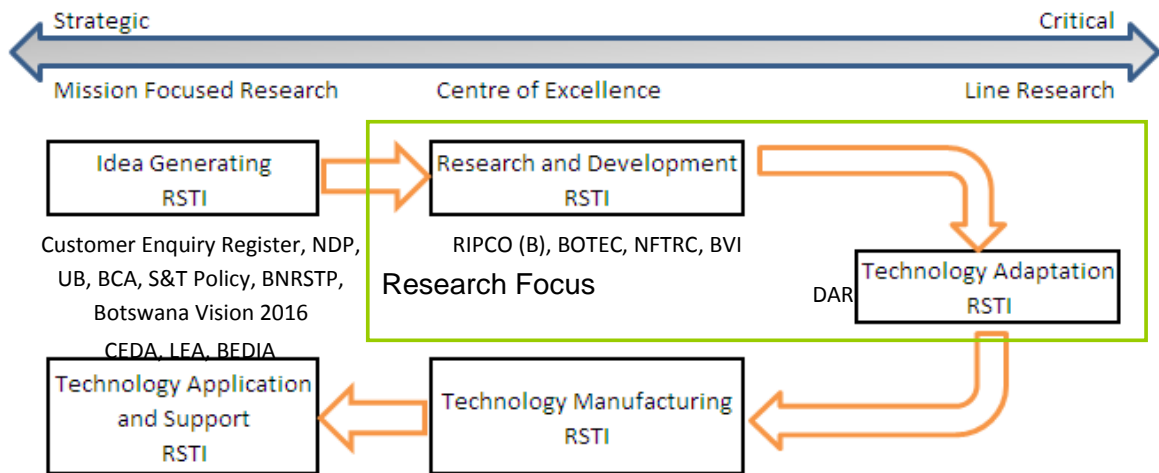 Strategic
Critical
Mission Focused Research
Centre of Excellence
Line Research
Idea Generating
RSTI
Research and Development
RSTI
Customer Enquiry Register, NDP,
UB, BCA, S&T Policy, BNRSTP,
Botswana Vision 2016
CEDA, LEA, BEDIA
RIPCO (B), BOTEC, NFTRC, BVI
Research Focus
DAR
Technology Adaptation
RSTI
Technology Application
and Support
RSTI
Technology Manufacturing
RSTI